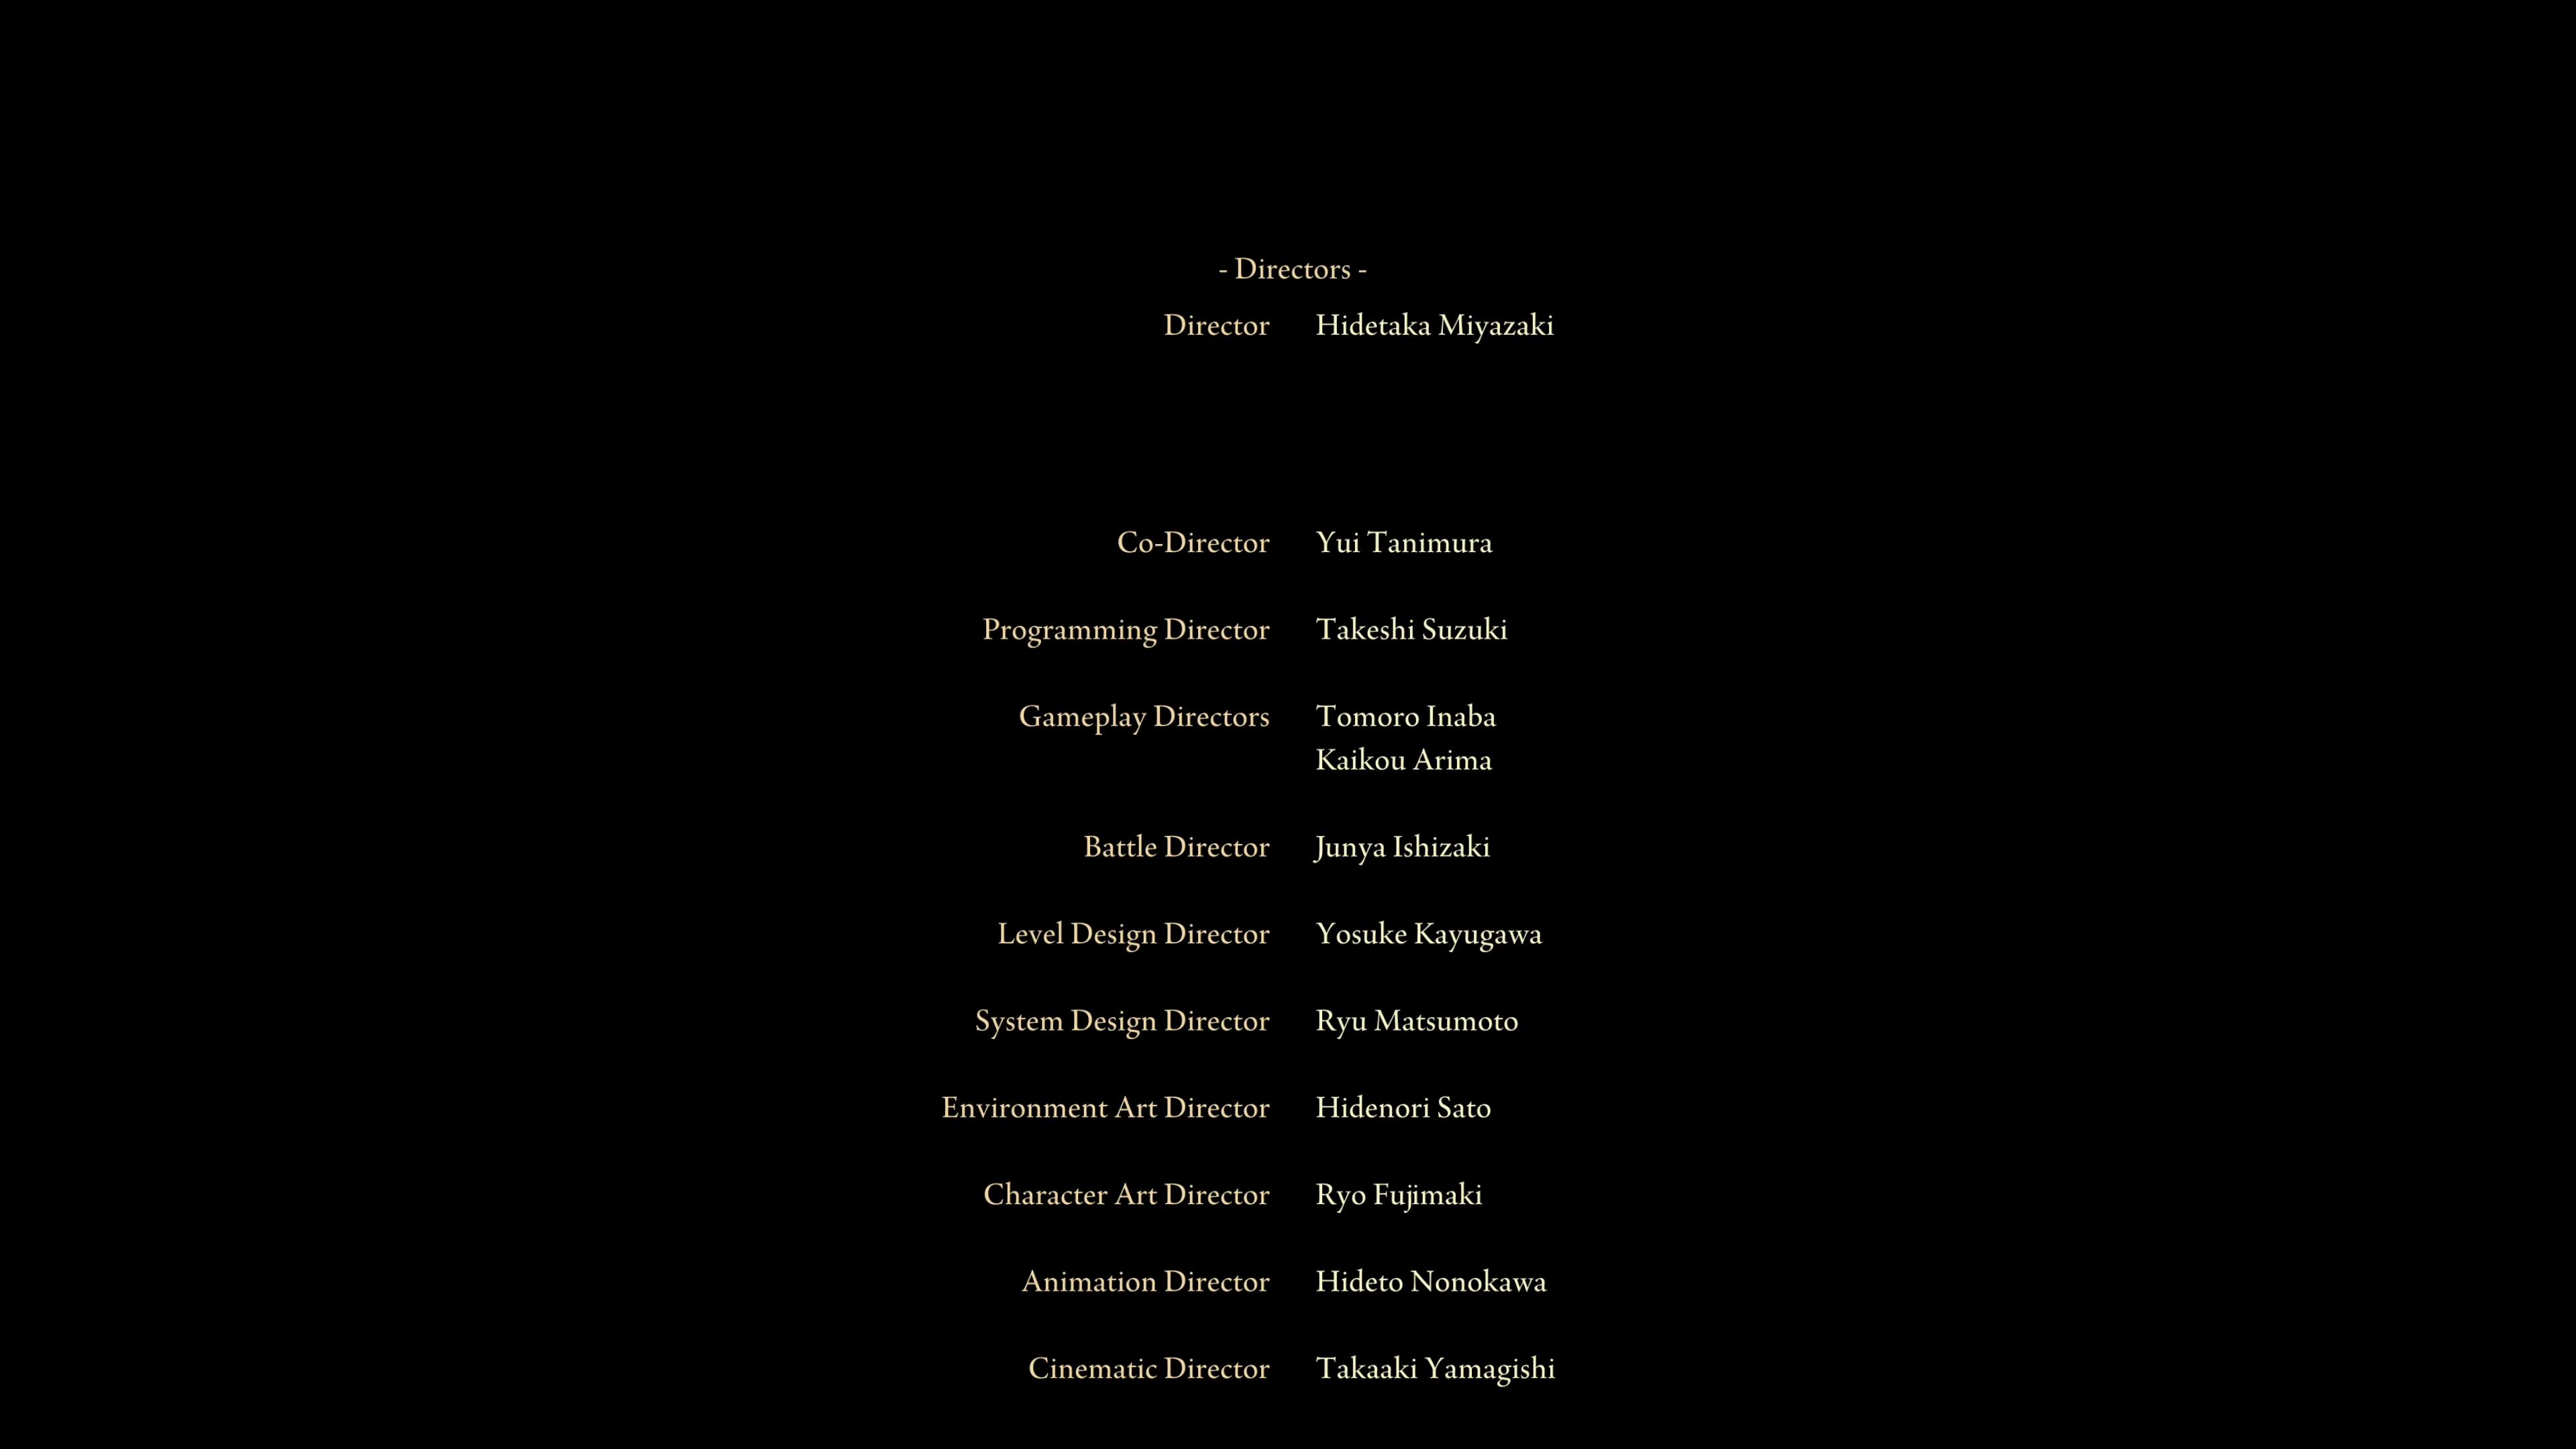 - Directors -
Director Hidetaka Miyazaki
Co-Director Yui Tanimura
Programming Director Takeshi Suzuki
Gameplay Directors Tomoro Inaba
Kaikou Arima
Battle Director Junya Ishizaki
Level Design Director Yosuke Kayugawa
System Design Director Ryu Matsumoto
Environment Art Director Hidenori Sato
Character Art Director Ryo Fujimaki
Animation Director Hideto Nonokawa
Cinematic Director Takaaki Yamagishi